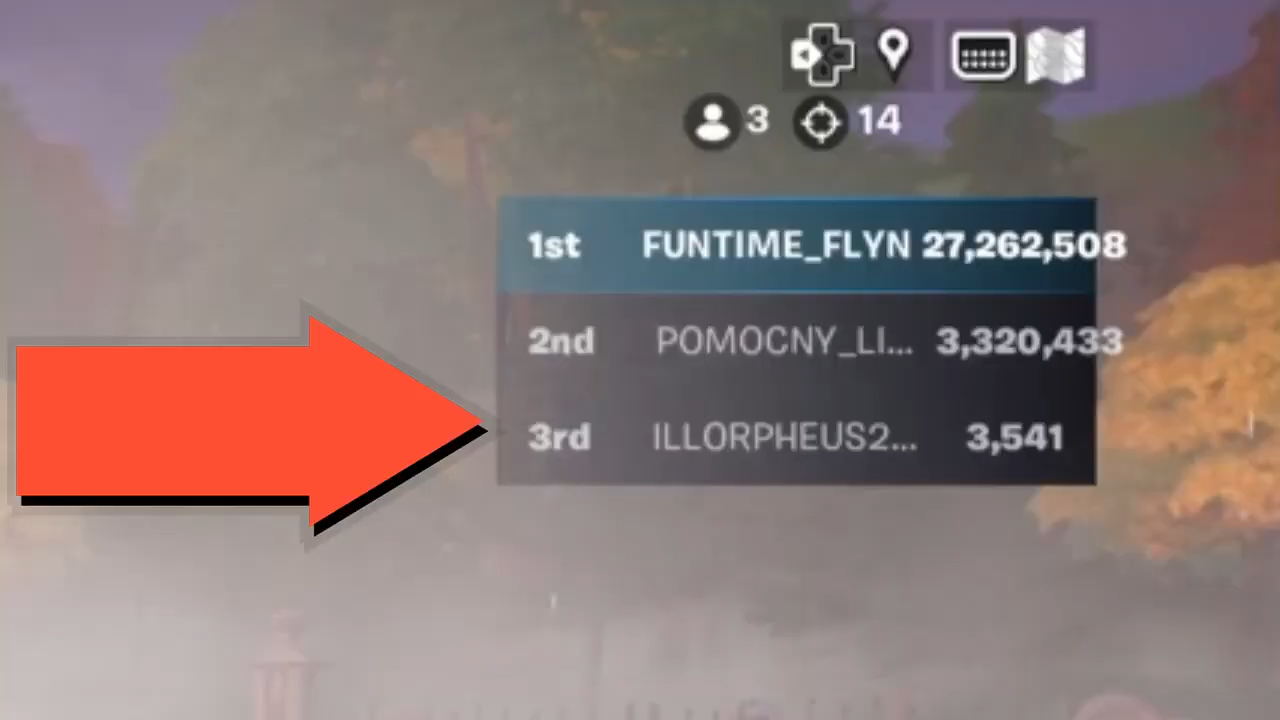 3 14
1st FUNTIME_FLYN 27,262,508
2nd POMOCNY_LI... 3,320,433
3rd ILLORPHEUS2... 3,541